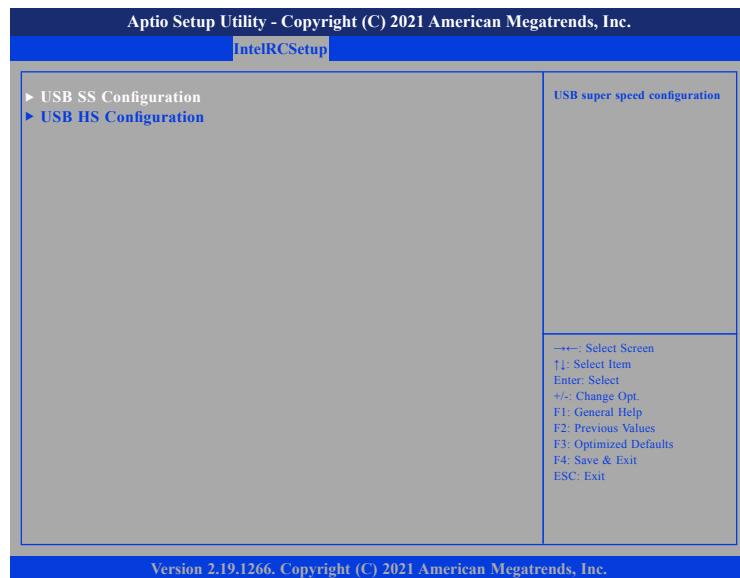 Aptio Setup Utility - Copyright (C) 2021 American Megatrends, Inc.
IntelRCSetup
► USB SS Configuration
► USB HS Configuration
USB super speed configuration
→←: Select Screen
↑↓: Select Item
Enter: Select
+/-: Change Opt.
F1: General Help
F2: Previous Values
F3: Optimized Defaults
F4: Save & Exit
ESC: Exit
Version 2.19.1266. Copyright (C) 2021 American Megatrends, Inc.